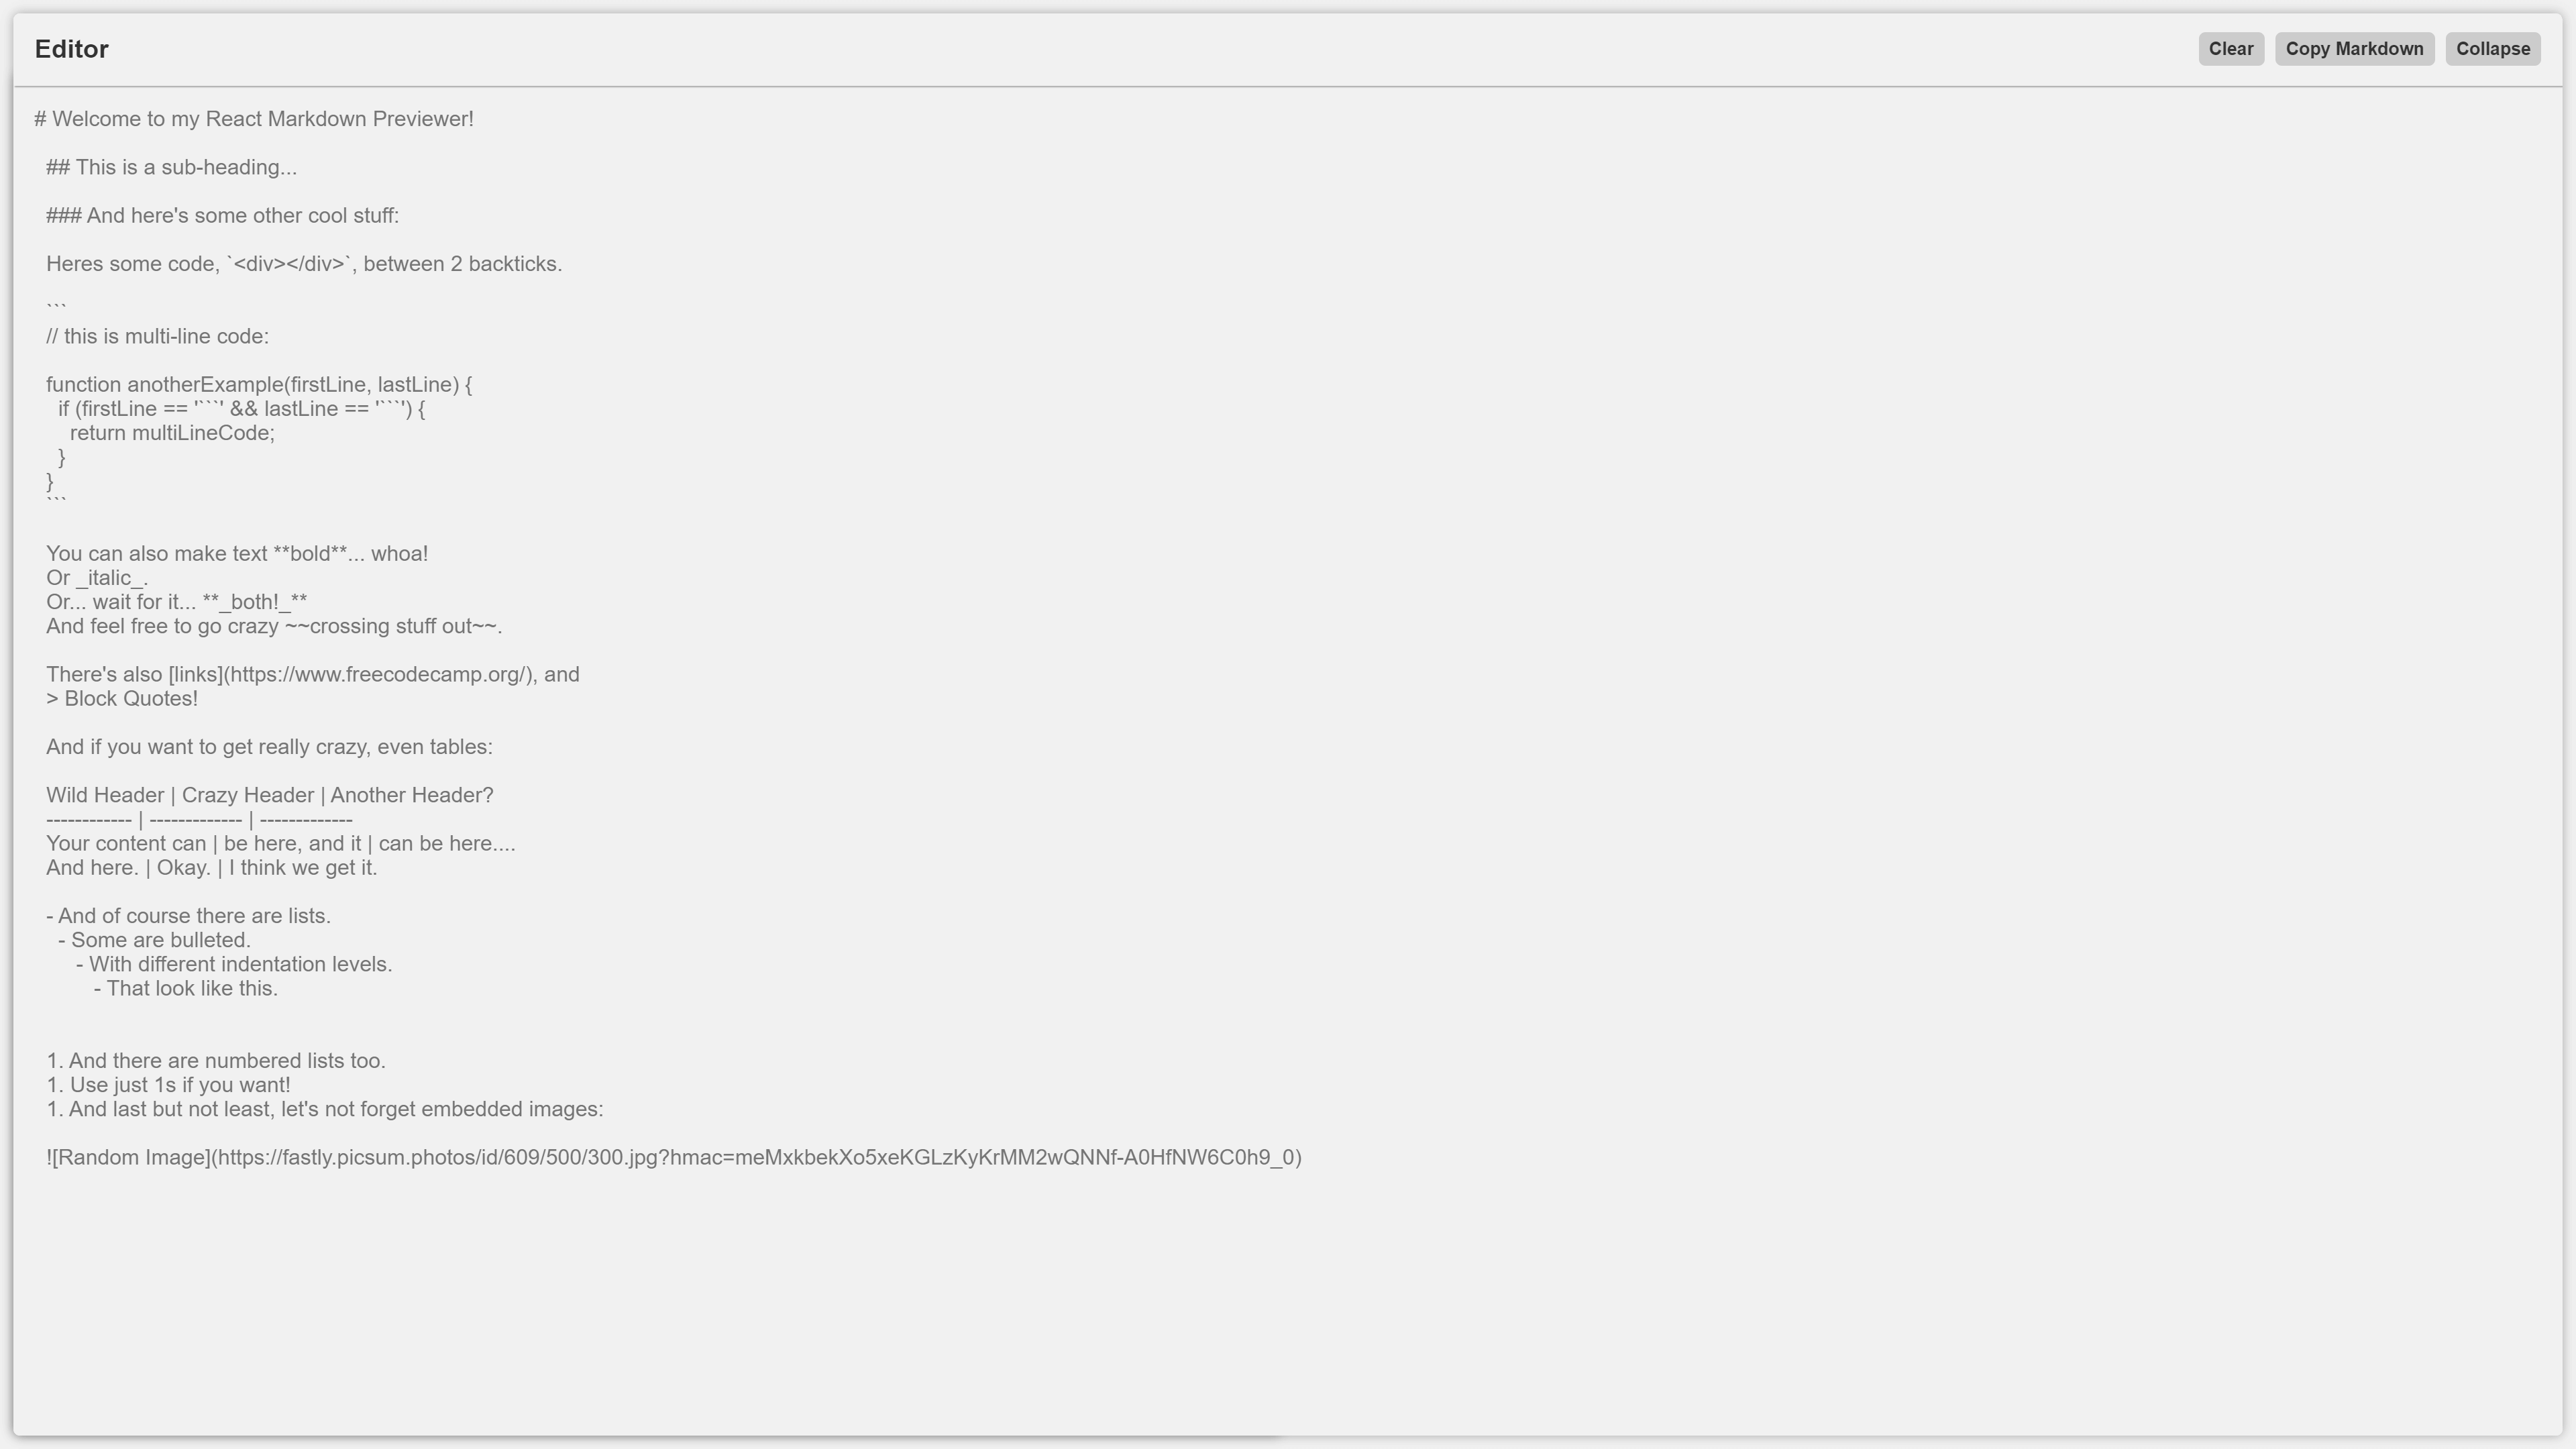 Editor
Clear Copy Markdown Collapse
# Welcome to my React Markdown Previewer!
## This is a sub-heading...
### And here's some other cool stuff:
Heres some code, `<div></div>`, between 2 backticks.
```
// this is multi-line code:
function anotherExample(firstLine, lastLine) {
if (firstLine == '```' && lastLine == '```') {
return multiLineCode;
}
}
```
You can also make text **bold**... whoa!
Or _italic_.
Or... wait for it... **_both!_**
And feel free to go crazy ~~crossing stuff out~~.
There's also [links](https://www.freecodecamp.org/), and
> Block Quotes!
And if you want to get really crazy, even tables:
Wild Header | Crazy Header | Another Header?
------------ | ------------- | -------------
Your content can | be here, and it | can be here....
And here. | Okay. | I think we get it.
- And of course there are lists.
- Some are bulleted.
- With different indentation levels.
- That look like this.
1. And there are numbered lists too.
1. Use just 1s if you want!
1. And last but not least, let's not forget embedded images:
![Random Image](https://fastly.picsum.photos/id/609/500/300.jpg?hmac=meMxkbekXo5xeKGLzKyKrMM2wQNNf-A0HfNW6C0h9_0)